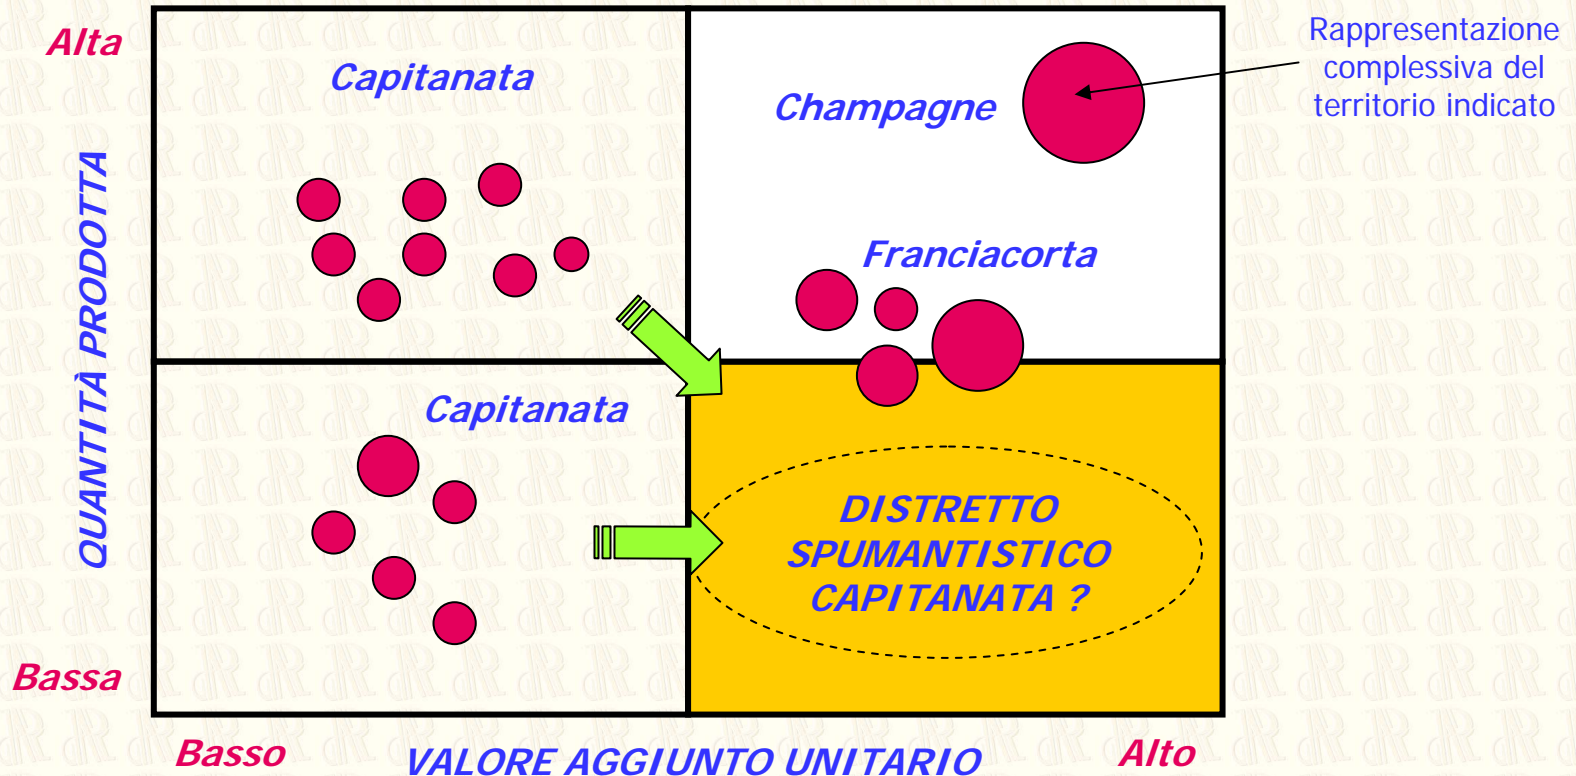 Alta
Capitanata
Champagne
Rappresentazione
complessiva del
territorio indicato
QUANTITÀ PRODOTTA
Franciacorta
Capitanata
DISTRETTO
SPUMANTISTICO
CAPITANATA ?
Bassa
Basso
VALORE AGGIUNTO UNITARIO
Alto